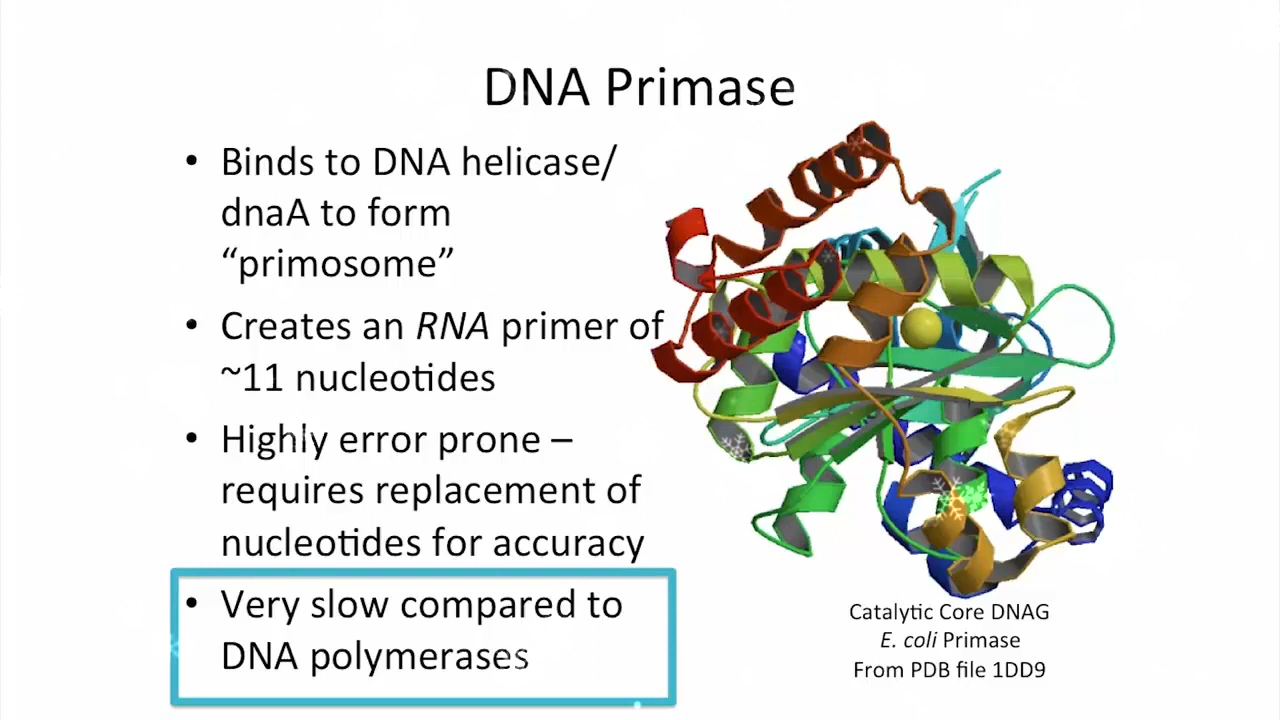 DNA Primase
• Binds to DNA helicase/
dnaA to form
“primosome”
• Creates an RNA primer of
~11 nucleotides
• Highly error prone –
requires replacement of
nucleotides for accuracy
• Very slow compared to
DNA polymerases
Catalytic Core DNAG
E. coli Primase
From PDB file 1DD9